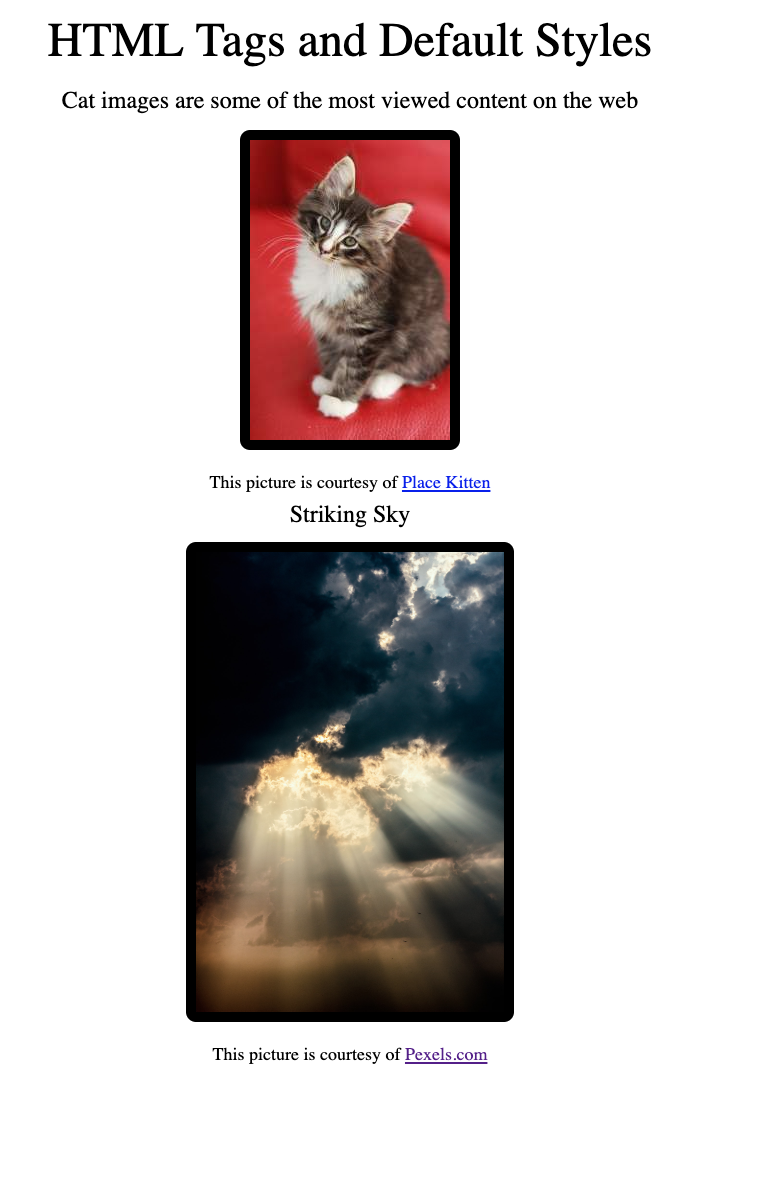 HTML Tags and Default Styles
Cat images are some of the most viewed content on the web
This picture is courtesy of Place Kitten
Striking Sky
This picture is courtesy of Pexels.com